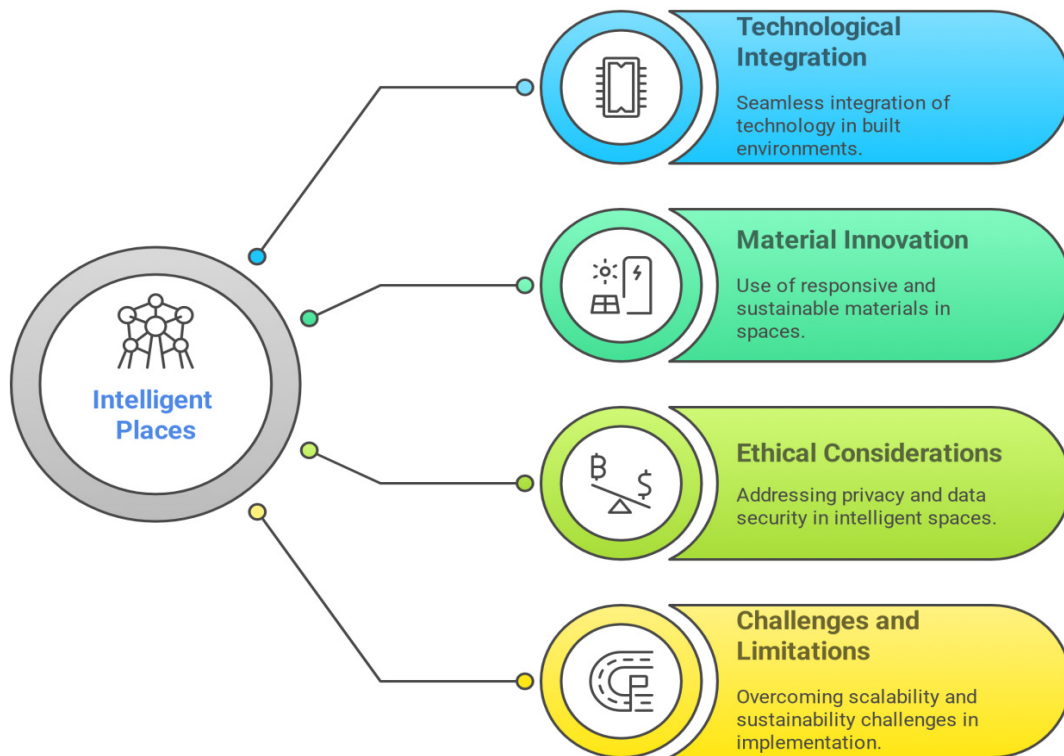 Technological
Integration
Seamless integration of
technology in built
environments.
Material Innovation
Use of responsive and
sustainable materials in
spaces.
Intelligent
Places
Ethical Considerations
Addressing privacy and data
security in intelligent spaces.
Challenges and
Limitations
Overcoming scalability and
sustainability challenges in
implementation.